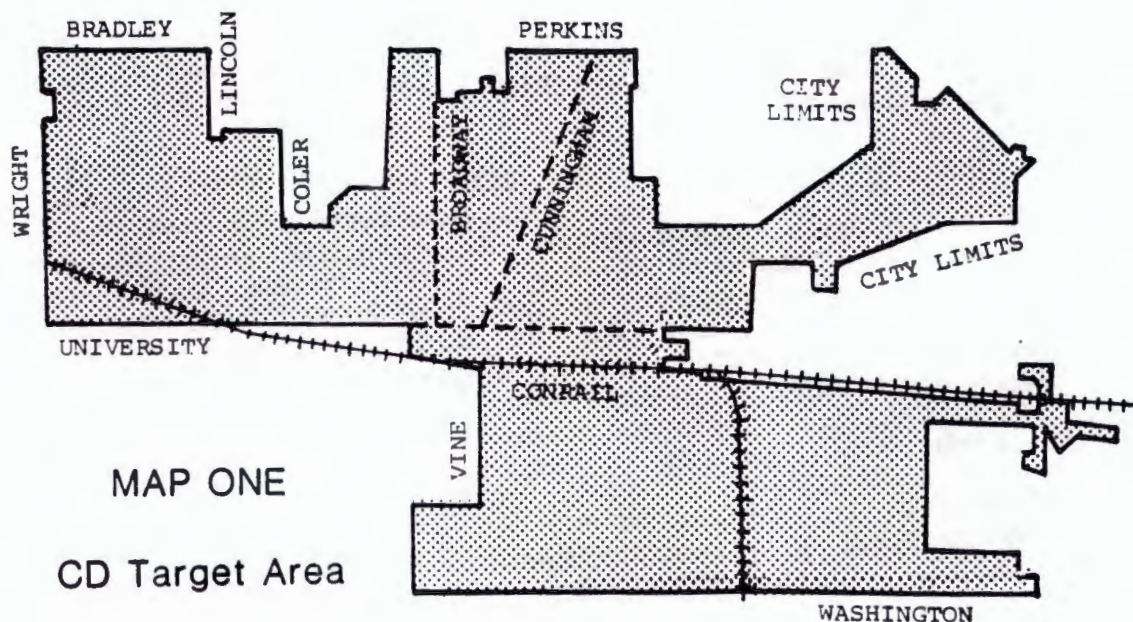 BRADLEY
PERKINS
LINCOLN
CITY
LIMITS
WRIGHT
COLER
BROADWAY
CUNNINGHAM
CITY LIMITS
UNIVERSITY
CONRAIL
VINE
MAP ONE
CD Target Area
WASHINGTON